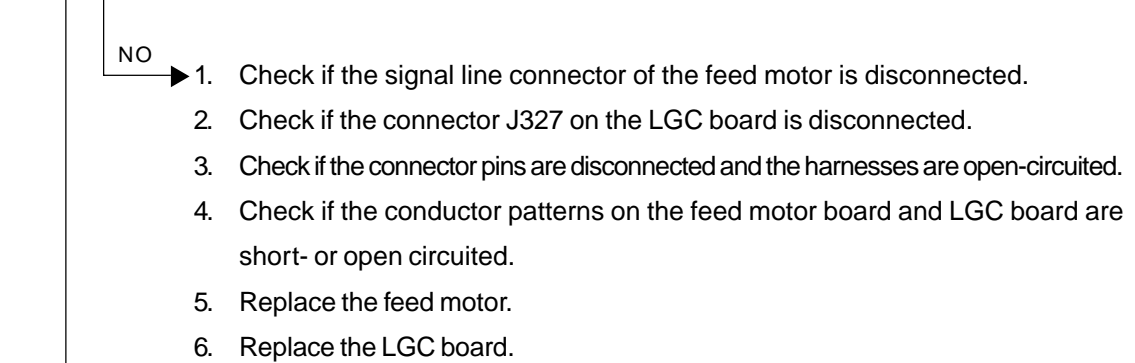 NO
1. Check if the signal line connector of the feed motor is disconnected.
2. Check if the connector J327 on the LGC board is disconnected.
3. Check if the connector pins are disconnected and the harnesses are open-circuited.
4. Check if the conductor patterns on the feed motor board and LGC board are
short- or open circuited.
5. Replace the feed motor.
6. Replace the LGC board.